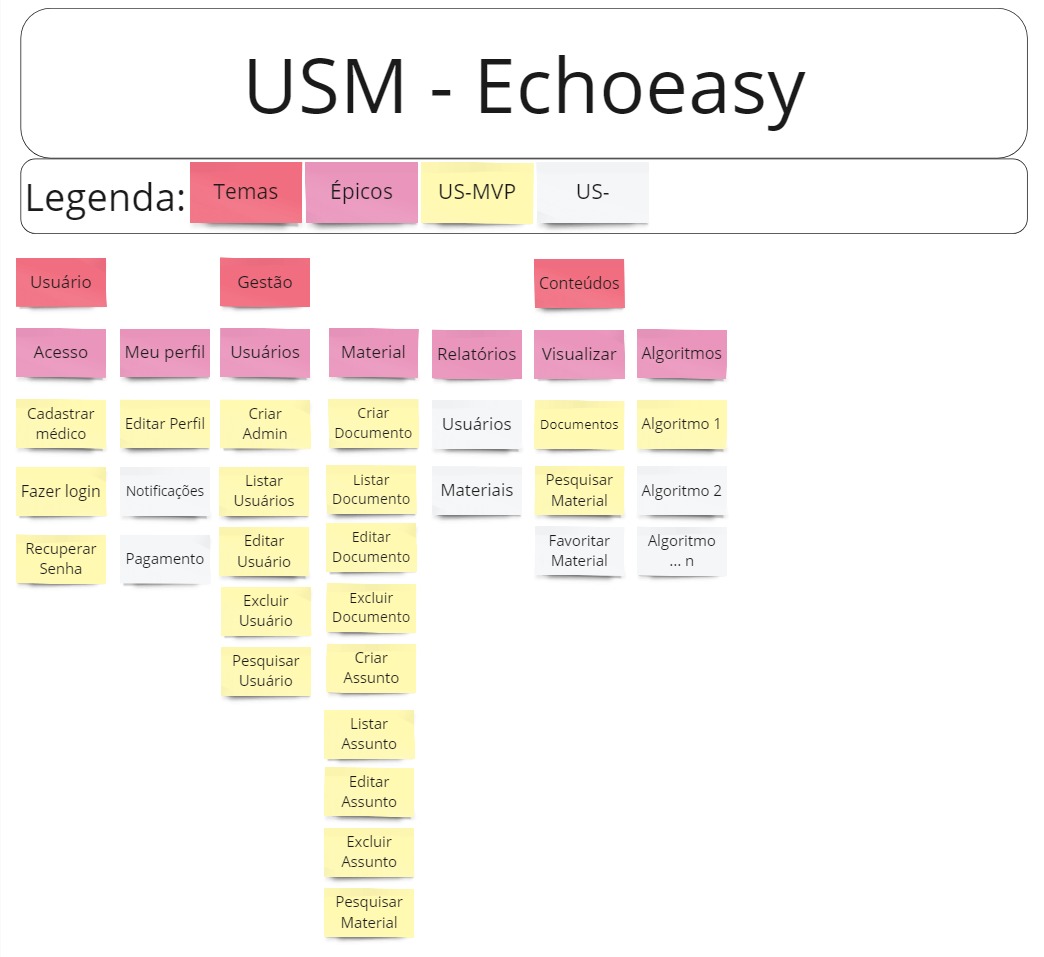 USM - Echoeasy
Legenda:
Temas
Épicos
US-MVP
US-
Usuário
Gestão
Conteúdos
Acesso
Meu perfil
Usuários
Material
Relatórios
Visualizar
Algoritmos
Cadastrar
médico
Fazer login
Recuperar
Senha
Editar Perfil
Notificações
Pagamento
Criar
Admin
Listar
Usuários
Editar
Usuário
Excluir
Usuário
Pesquisar
Usuário
Criar
Documento
Listar
Documento
Editar
Documento
Excluir
Documento
Criar
Assunto
Listar
Assunto
Editar
Assunto
Excluir
Assunto
Pesquisar
Material
Usuários
Materiais
Documentos
Pesquisar
Material
Favoritar
Material
Algoritmo 1
Algoritmo 2
Algoritmo
... n